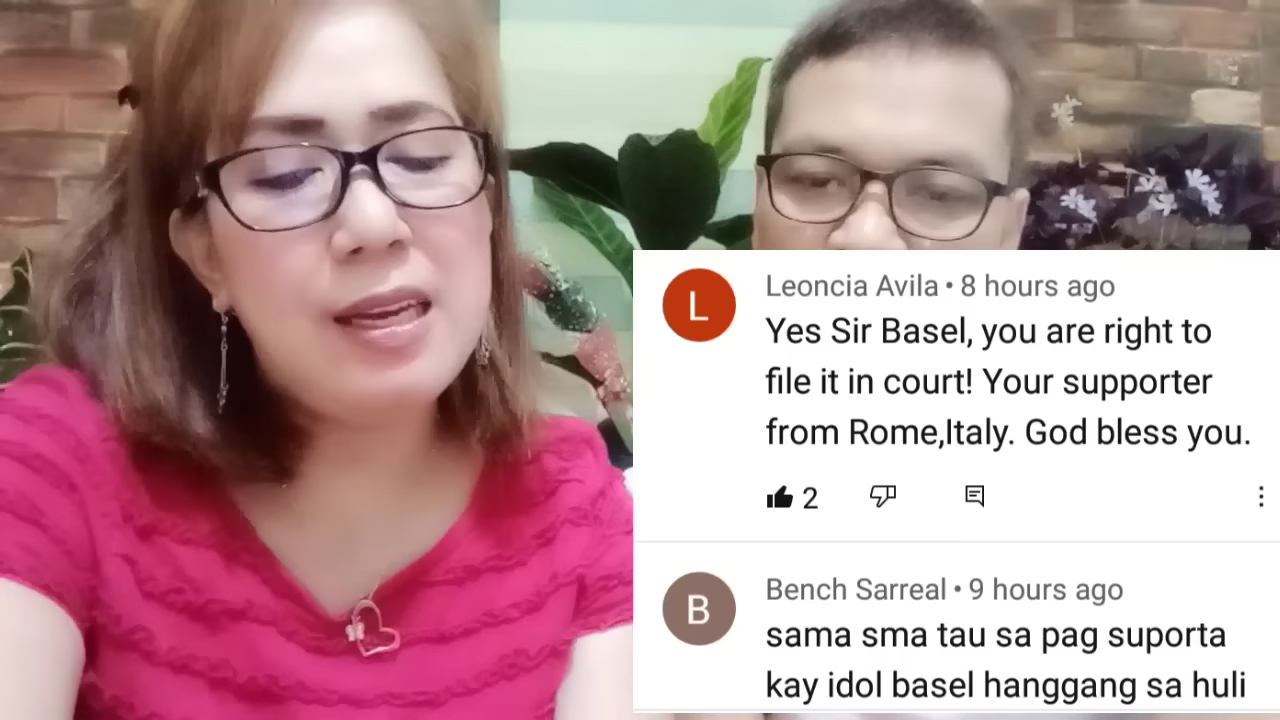 L
Leoncia Avila • 8 hours ago
Yes Sir Basel, you are right to
file it in court! Your supporter
from Rome,Italy. God bless you.
2
B
Bench Sarreal • 9 hours ago
sama sma tau sa pag suporta
kay idol basel hanggang sa huli